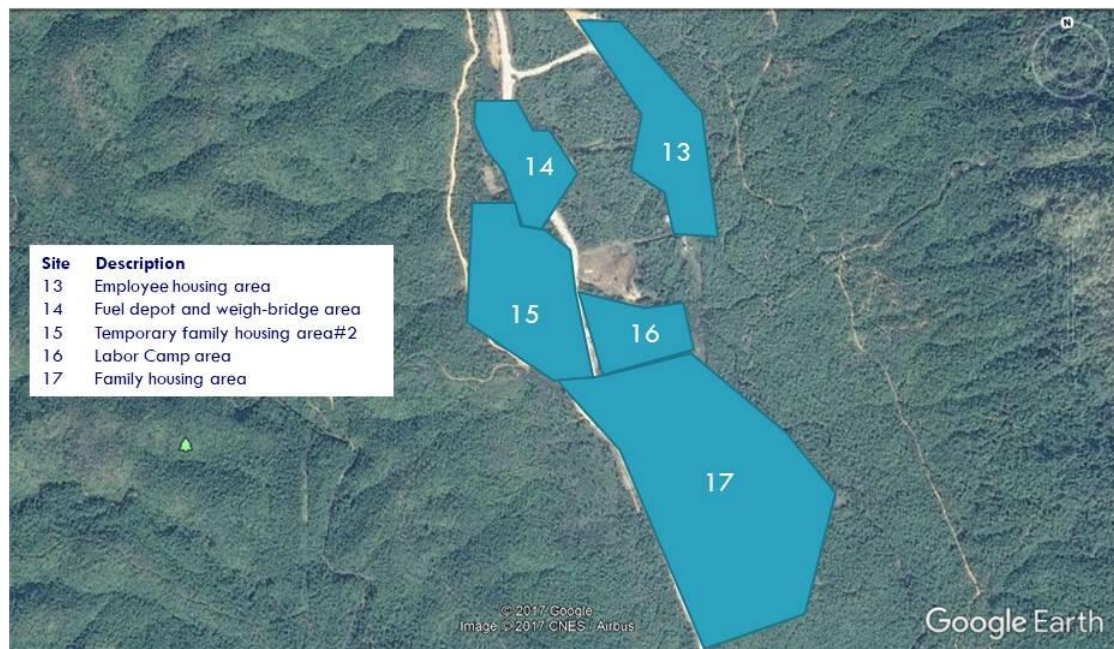 N
13
14
15
16
17
Site Description
13 Employee housing area
14 Fuel depot and weigh-bridge area
15 Temporary family housing area#2
16 Labor Camp area
17 Family housing area
© 2017 Google
Image © 2017 CNES / Airbus
Google Earth